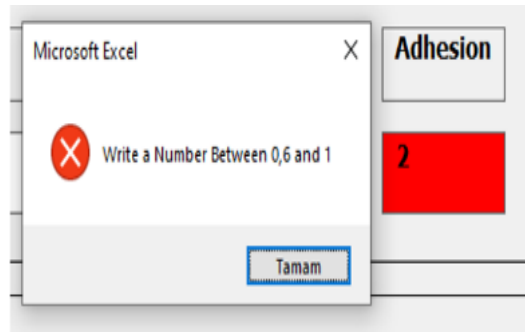 Microsoft Excel
Adhesion
Write a Number Between 0,6 and 1
2
Tamam